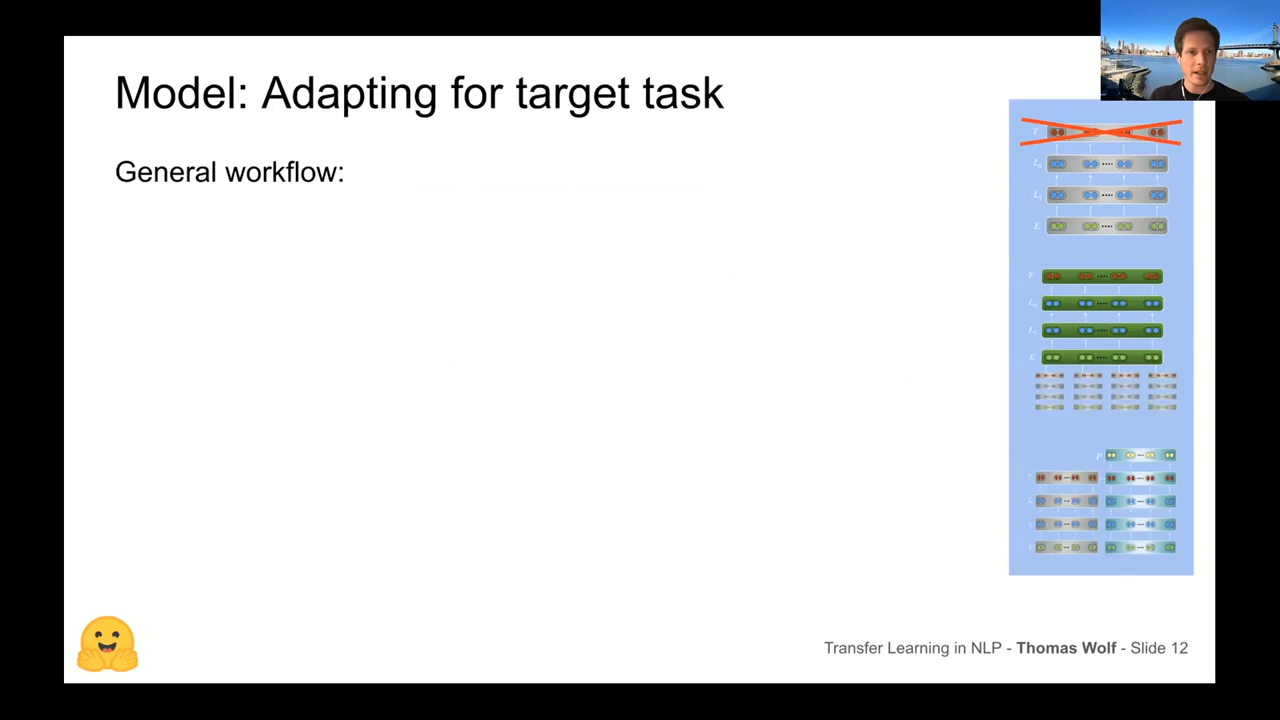 Model: Adapting for target task
General workflow:
T
L
L
E
T
L
L
E
P
Transfer Learning in NLP - Thomas Wolf - Slide 12